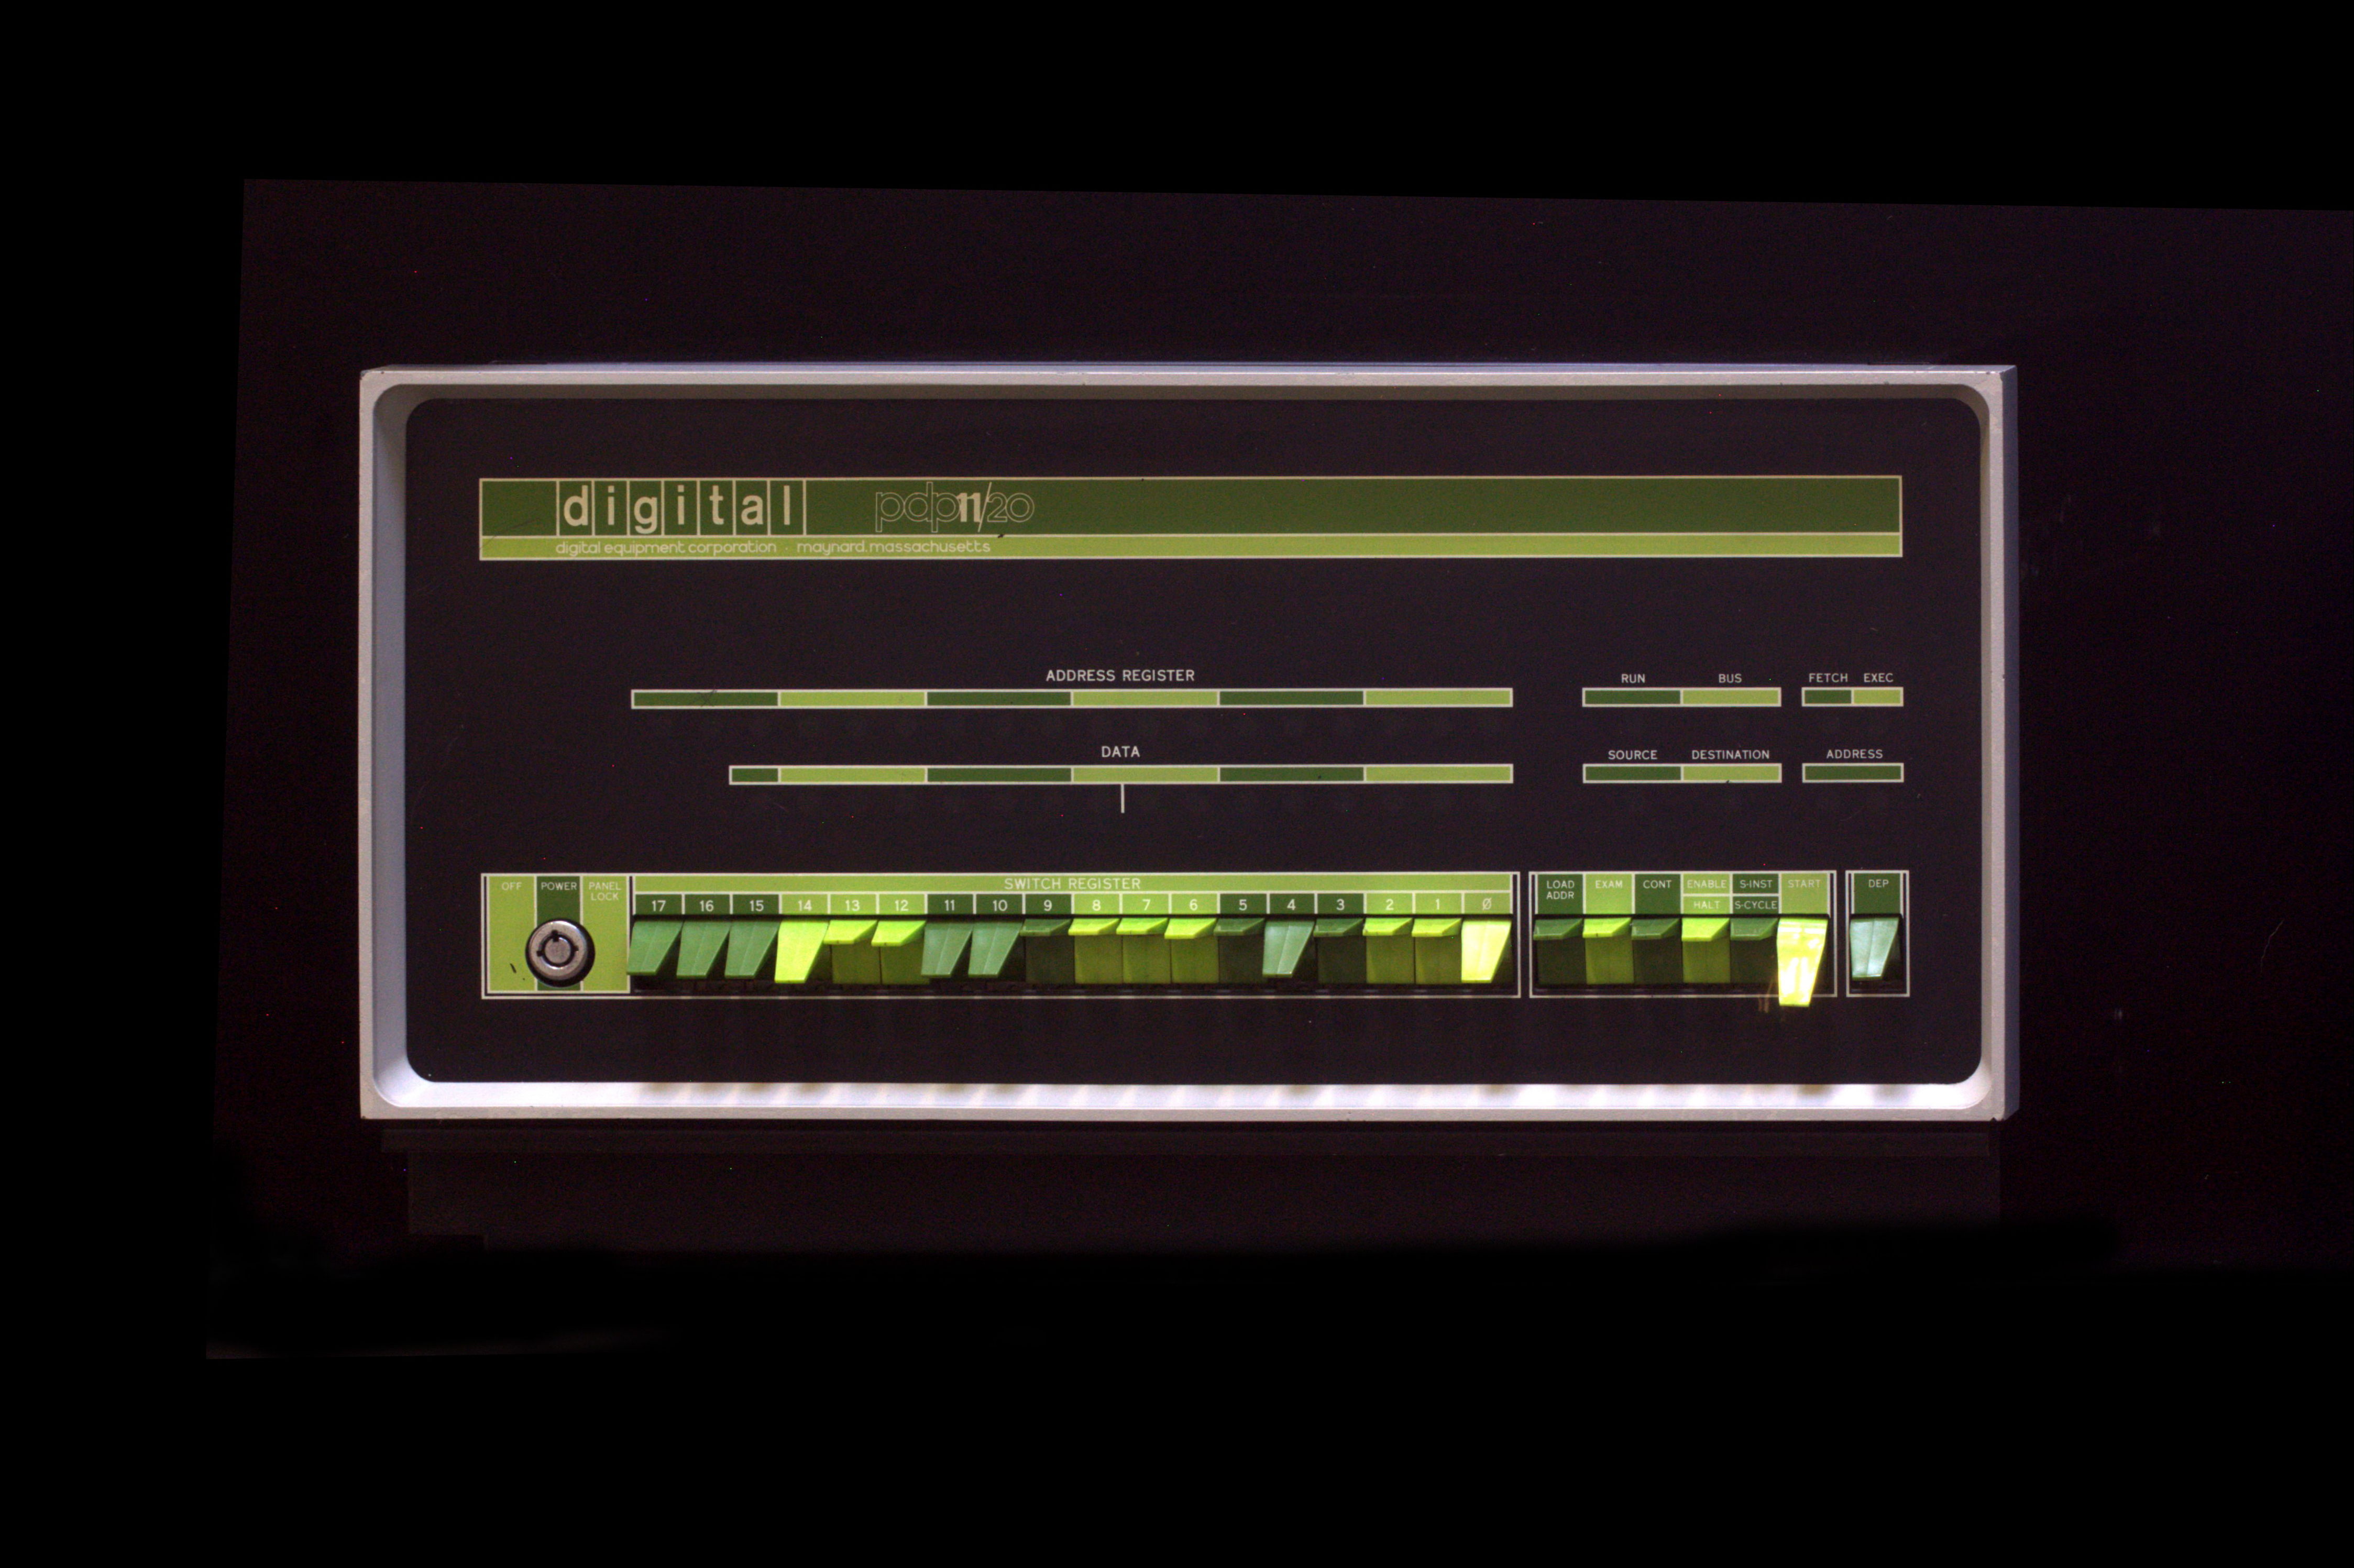 digital pdp11/20
digital equipment corporation · maynard, massachusetts
ADDRESS REGISTER
RUN BUS FETCH EXEC
DATA
SOURCE DESTINATION ADDRESS
OFF POWER PANEL LOCK
SWITCH REGISTER
17 16 15 14 13 12 11 10 9 8 7 6 5 4 3 2 1 Ø
LOAD ADDR EXAM CONT ENABLE S-INST START
HALT S-CYCLE
DEP